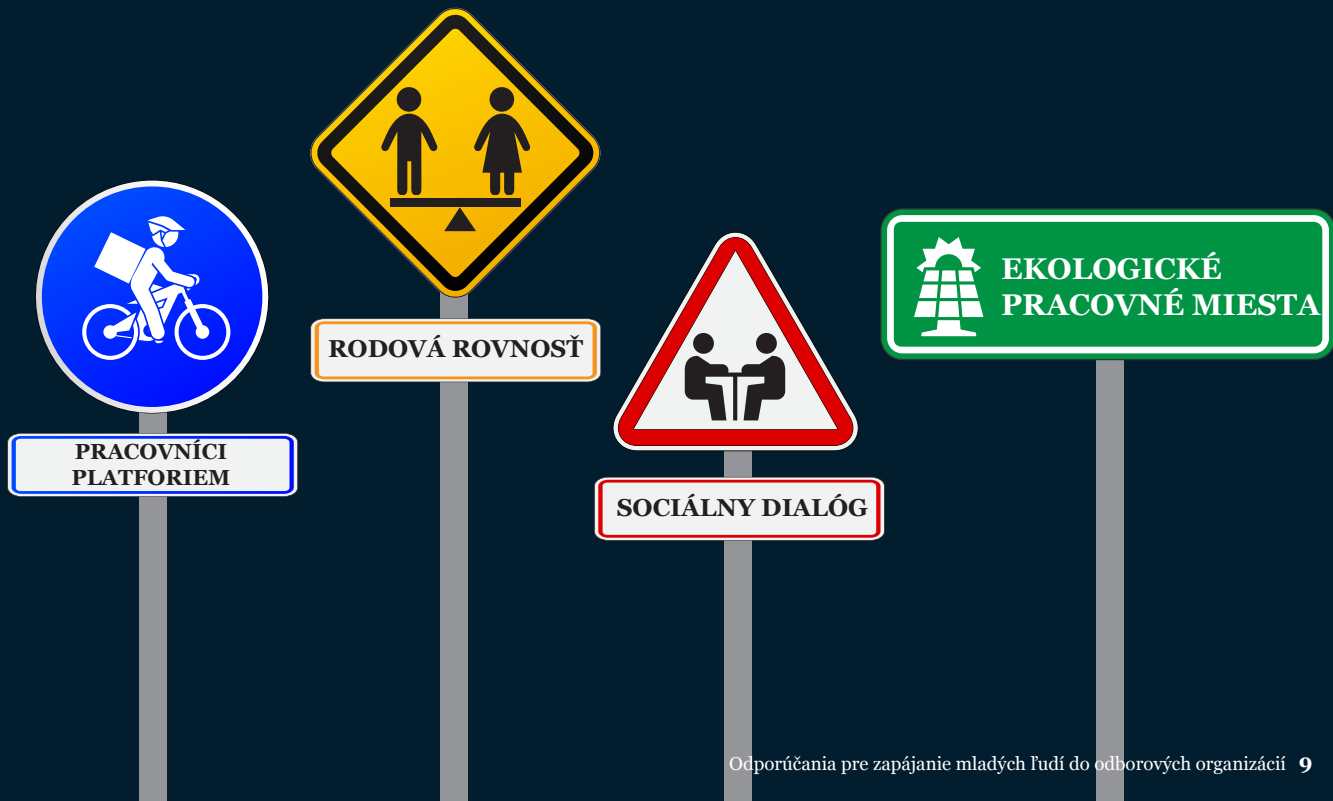 PRACOVNÍCI
PLATFORIEM
RODOVÁ ROVNOSŤ
SOCIÁLNY DIALÓG
EKOLOGICKÉ
PRACOVNÉ MIESTA
Odporúčania pre zapájanie mladých ľudí do odborových organizácií 9